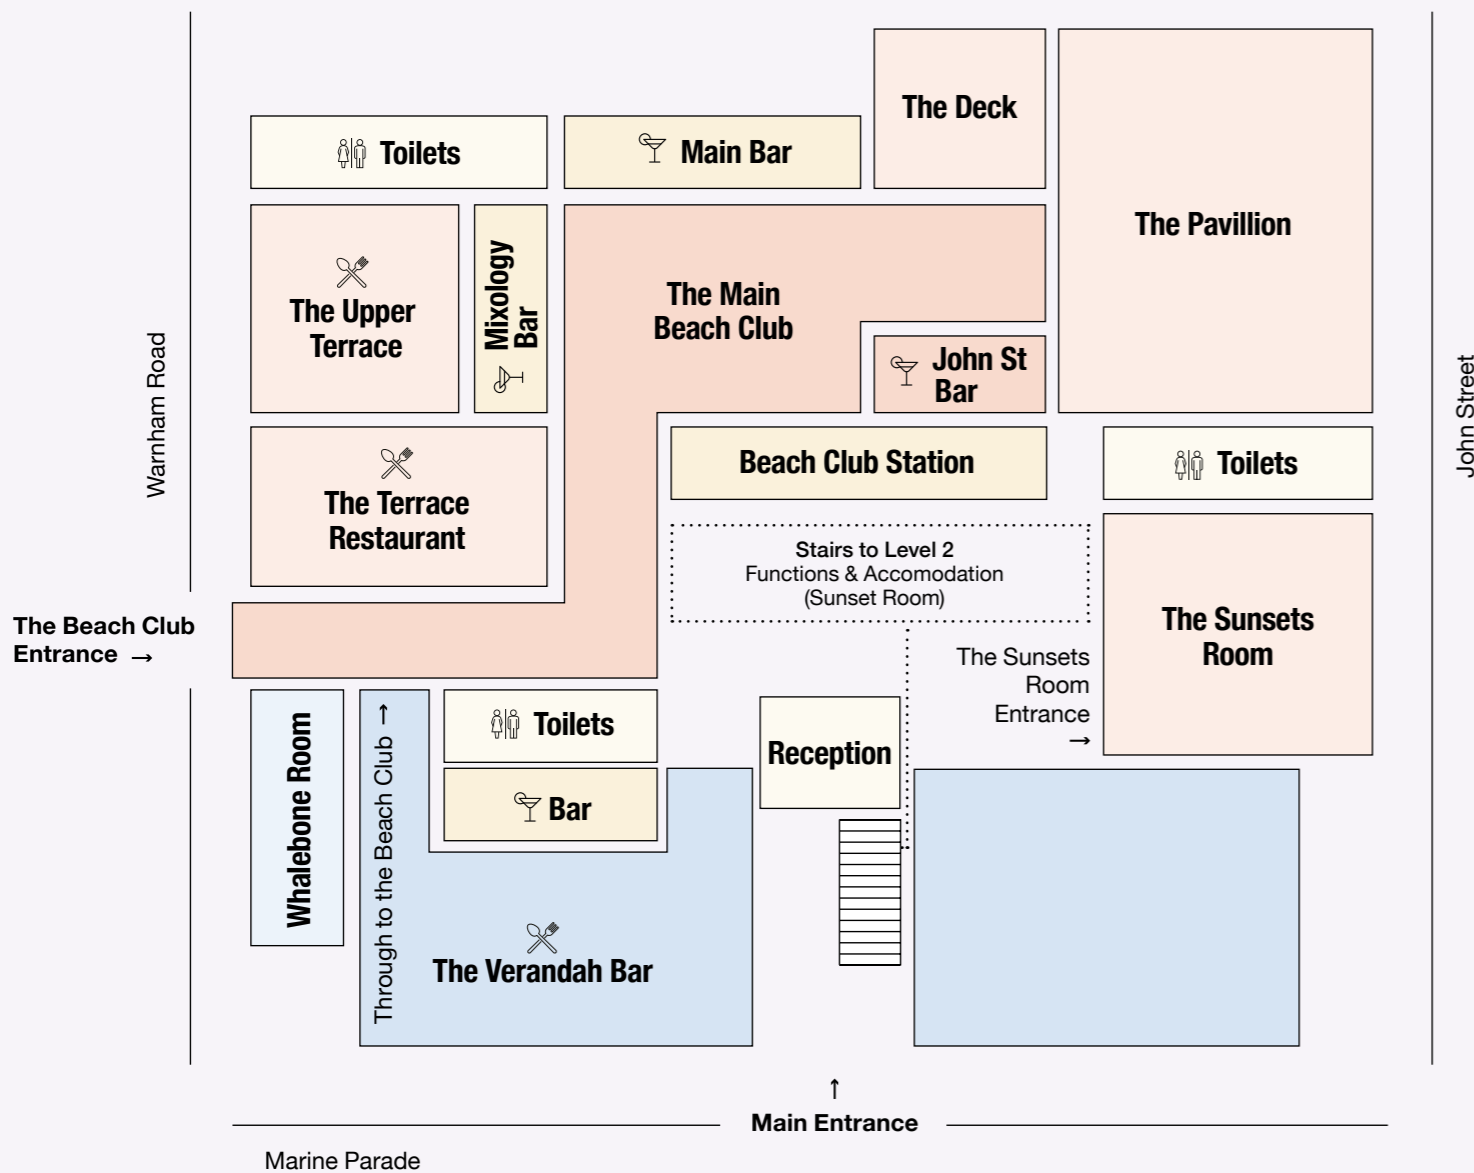 The Deck
Toilets
Main Bar
The Pavillion
The Upper
Terrace
Mixology
Bar
The Main
Beach Club
John St
Bar
Warnham Road
John Street
The Terrace
Restaurant
Beach Club Station
Toilets
Stairs to Level 2
Functions & Accomodation
(Sunset Room)
The Beach Club
Entrance →
The Sunsets
Room
The Sunsets
Room
Entrance
→
Whalebone Room
Through to the Beach Club →
Toilets
Bar
Reception
The Verandah Bar
↑
Main Entrance
Marine Parade